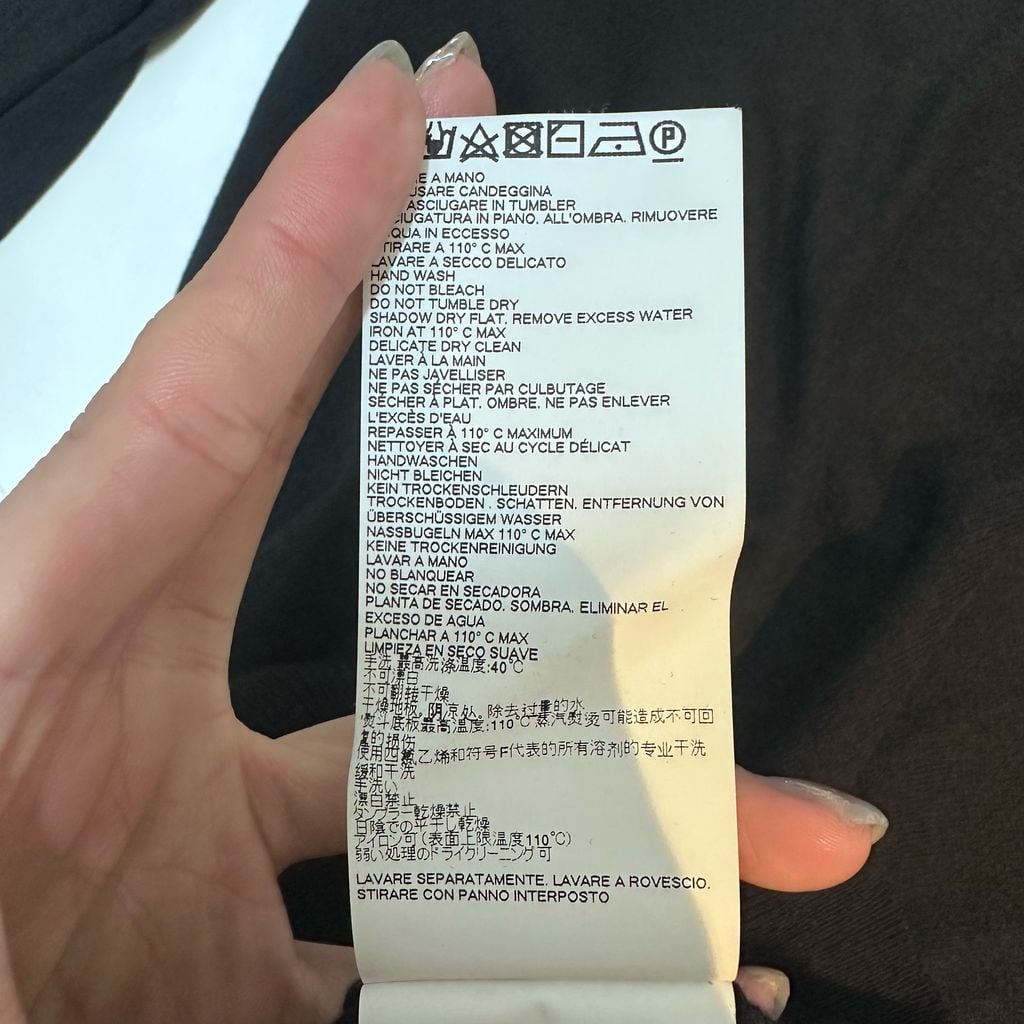 P
A MANO
USARE CANDEGGINA
ASCIUGARE IN TUMBLER
IN PIANO. ALL'OMBRA. RIMUOVERE
IN ECCESSO
STIRARE A 110° C MAX
LAVARE A SECCO DELICATO
HAND WASH
DO NOT BLEACH
DO NOT TUMBLE DRY
SHADOW DRY FLAT. REMOVE EXCESS WATER
IRON AT 110° C MAX
DELICATE DRY CLEAN
LAVER À LA MAIN
NE PAS JAVELLISER
NE PAS SÉCHER PAR CULBUTAGE
SÉCHER À PLAT. OMBRE. NE PAS ENLEVER
L'EXCÈS D'EAU
REPASSER À 110° C MAXIMUM
NETTOYER À SEC AU CYCLE DÉLICAT
HANDWASCHEN
NICHT BLEICHEN
KEIN TROCKENSCHLEUDERN
TROCKENBODEN . SCHATTEN. ENTFERNUNG VON
ÜBERSCHÜSSIGEM WASSER
NASSBUGELN MAX 110° C MAX
KEINE TROCKENREINIGUNG
LAVAR A MANO
NO BLANQUEAR
NO SECAR EN SECADORA
PLANTA DE SECADO. SOMBRA. ELIMINAR EL
EXCESO DE AGUA
PLANCHAR A 110° C MAX
LIMPIEZA EN SECO SUAVE
手洗 最高洗涤温度:40°C
不可漂白
不可翻转干燥
干燥地板。阴凉处。除去过量的水
熨斗底板最高温度:110°C蒸汽熨烫可能造成不可回
的损伤
使用四氯乙烯和符号F代表的所有溶剂的专业干洗
缓和干洗
手洗い
漂白禁止
タンブラー乾燥禁止
日陰での平干し乾燥
アイロン可(表面上限温度110°C)
弱い処理のドライクリーニング可
LAVARE SEPARATAMENTE. LAVARE A ROVESCIO.
STIRARE CON PANNO INTERPOSTO